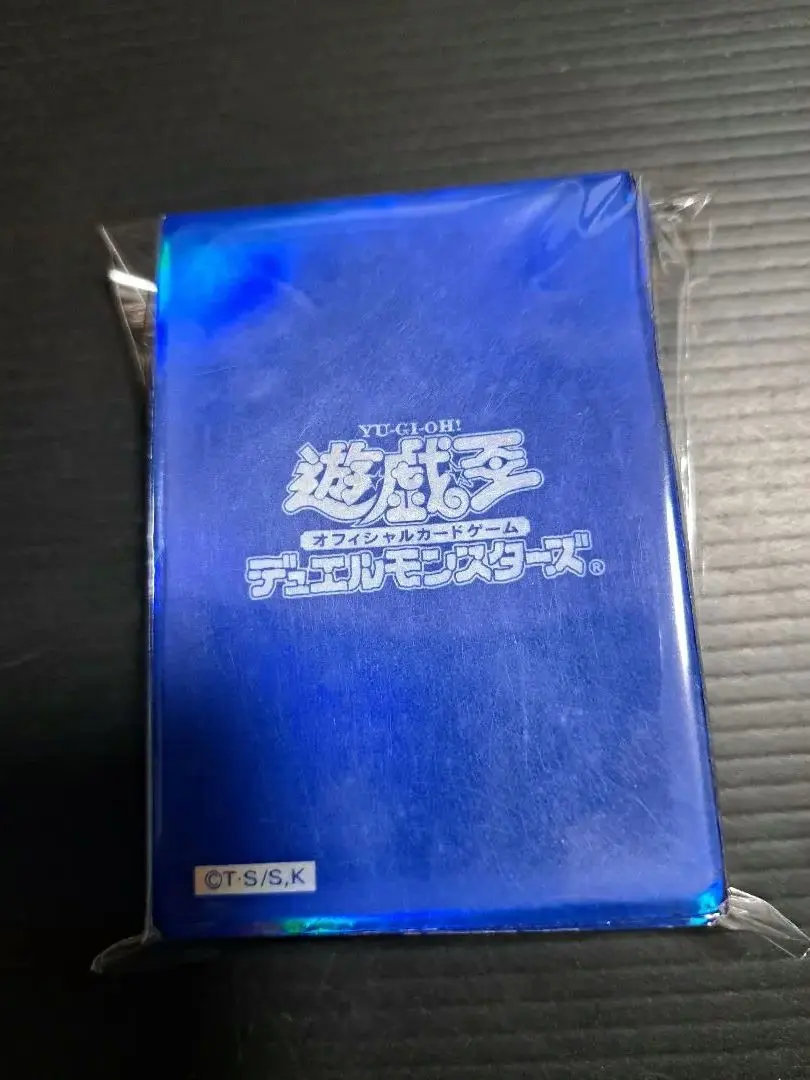 YU-GI-OH!
遊戯王
オフィシャルカードゲーム
デュエルモンスターズ®
©T·S/S,K